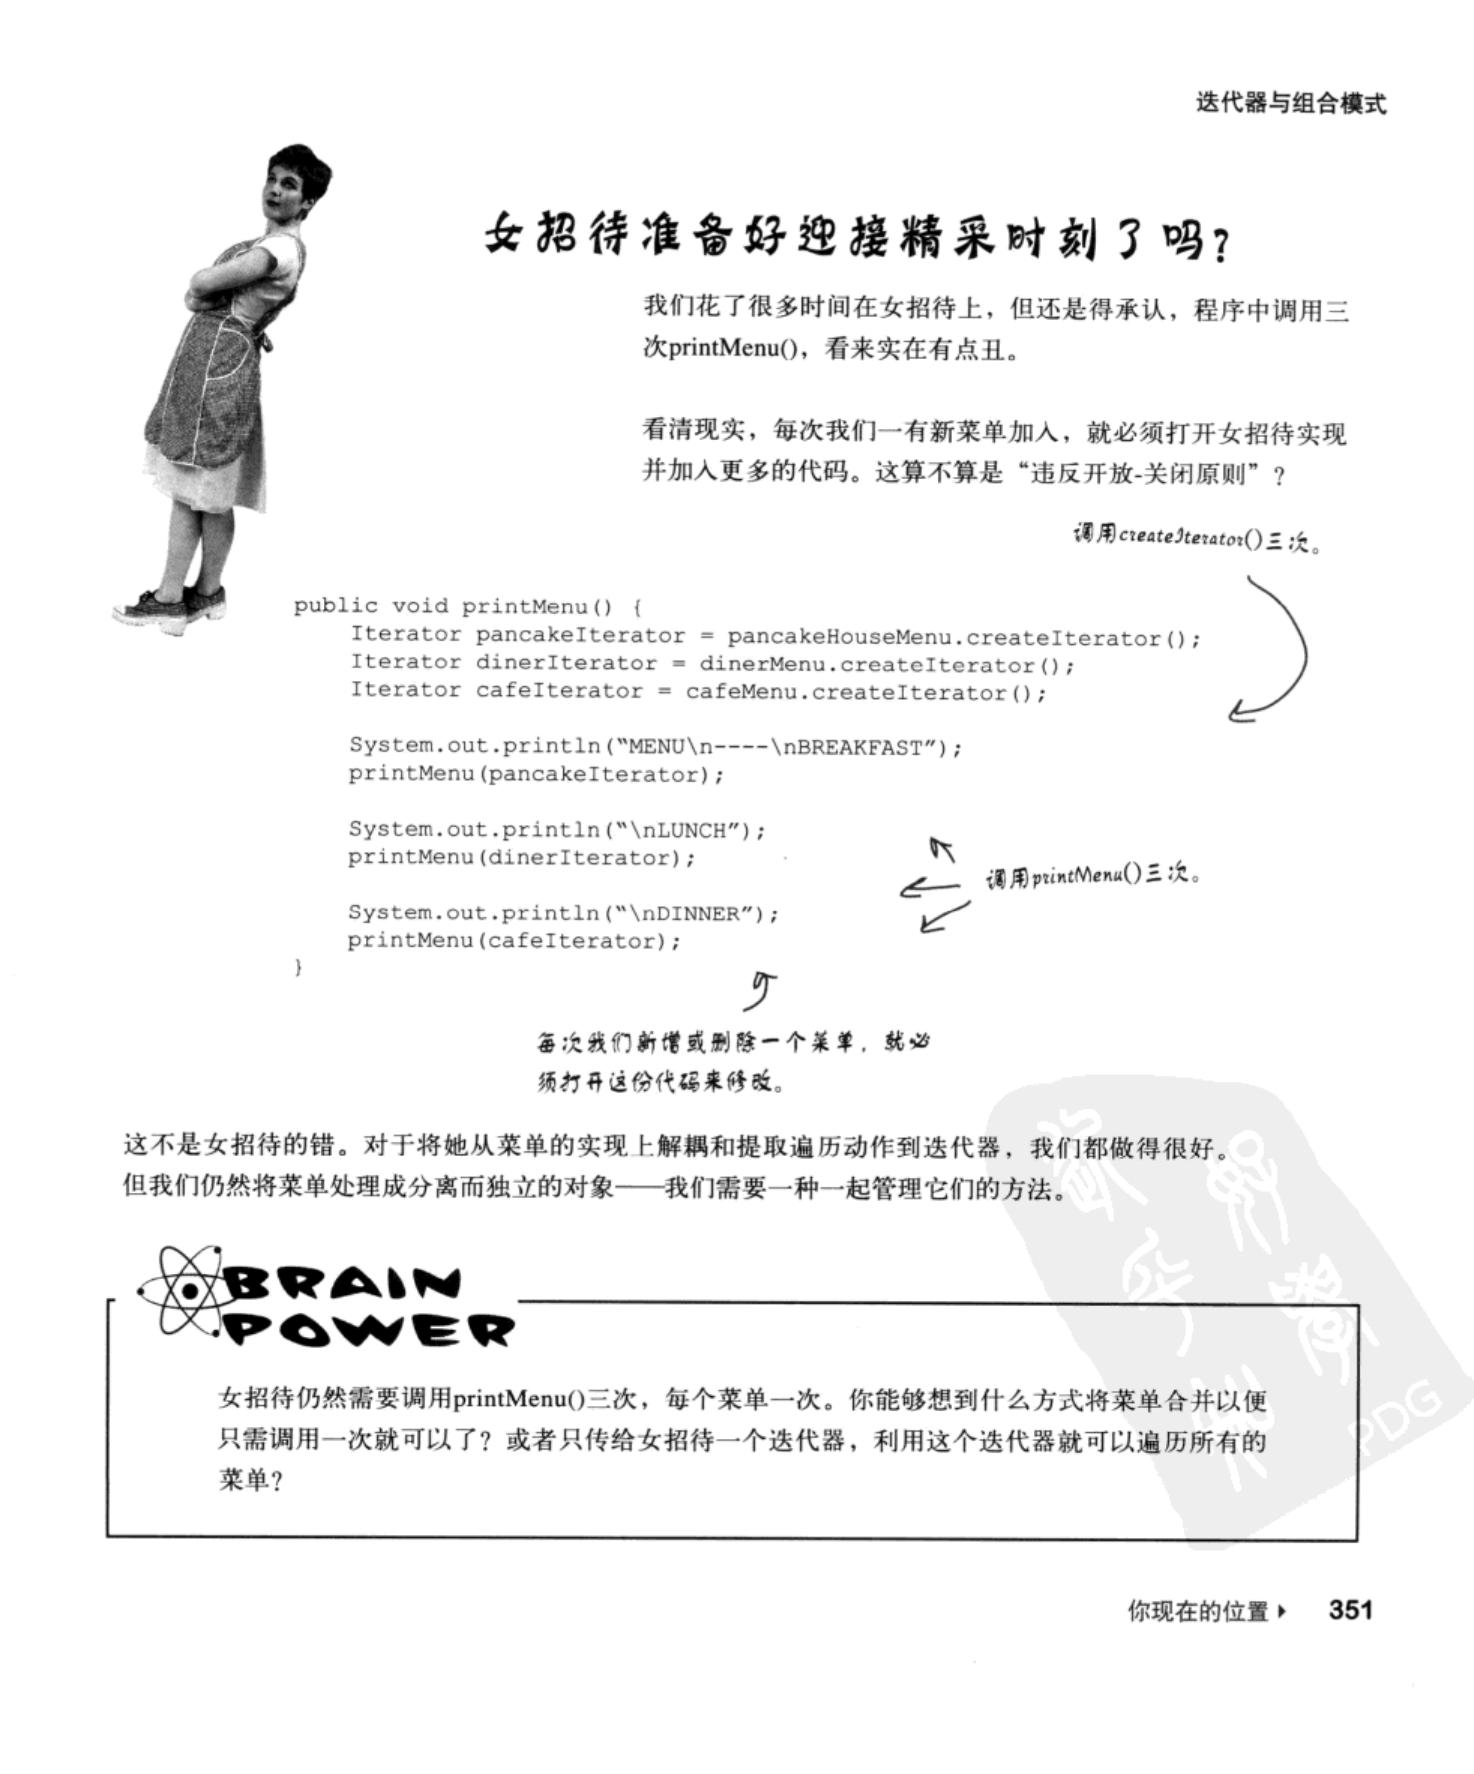 迭代器与组合模式
女招待准备好迎接精采时刻了吗？
我们花了很多时间在女招待上，但还是得承认，程序中调用三
次printMenu()，看来实在有点丑。
看清现实，每次我们一有新菜单加入，就必须打开女招待实现
并加入更多的代码。这算不算是“违反开放-关闭原则”？
调用createIterator()三次。
public void printMenu() {
Iterator pancakeIterator = pancakeHouseMenu.createIterator();
Iterator dinerIterator = dinerMenu.createIterator();
Iterator cafeIterator = cafeMenu.createIterator();
System.out.println(“MENU\n----\nBREAKFAST”);
printMenu(pancakeIterator);
System.out.println(“\nLUNCH”);
printMenu(dinerIterator);
调用printMenu()三次。
System.out.println(“\nDINNER”);
printMenu(cafeIterator);
}
每次我们新增或删除一个菜单，就必
须打开这份代码来修改。
这不是女招待的错。对于将她从菜单的实现上解耦和提取遍历动作到迭代器，我们都做得很好。
但我们仍然将菜单处理成分离而独立的对象——我们需要一种一起管理它们的方法。
BRAIN
POWER
女招待仍然需要调用printMenu()三次，每个菜单一次。你能够想到什么方式将菜单合并以便
只需调用一次就可以了？或者只传给女招待一个迭代器，利用这个迭代器就可以遍历所有的
菜单？
PDG
你现在的位置 ▸ 351